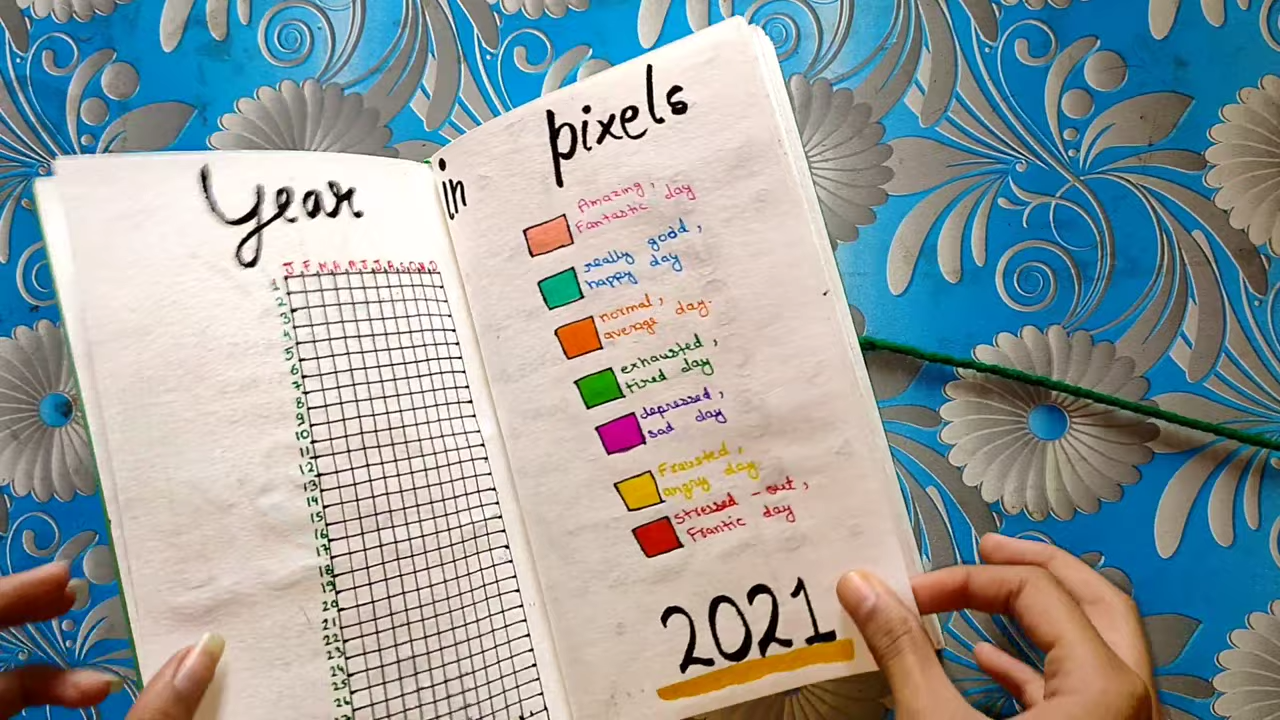 Year in pixels
J F M A M J J A S O N D
1
2
3
4
5
6
7
8
9
10
11
12
13
14
15
16
17
18
19
20
21
22
23
24
25
26
Amazing,
Fantastic day
really good,
happy day
normal,
average day.
exhausted,
tired day
depressed,
sad day
Frausted,
angry day.
stressed-out,
Frantic day
2021